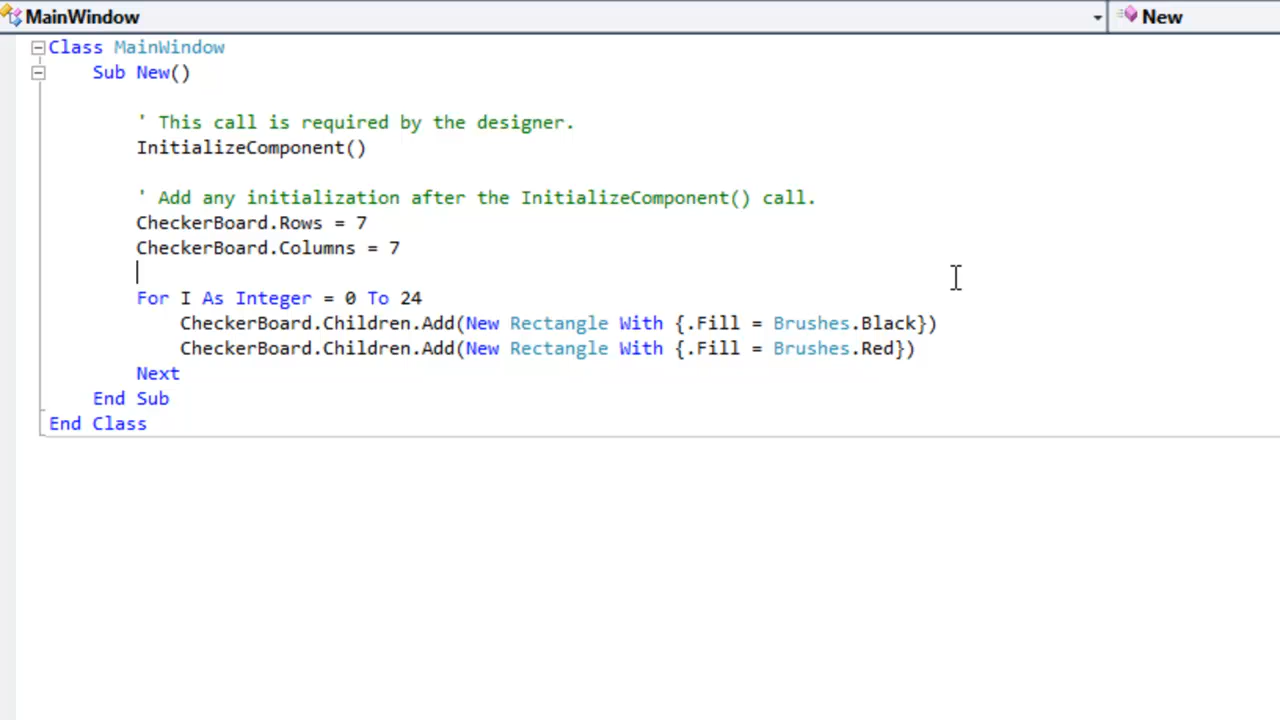 MainWindow New
Class MainWindow
Sub New()
' This call is required by the designer.
InitializeComponent()
' Add any initialization after the InitializeComponent() call.
CheckerBoard.Rows = 7
CheckerBoard.Columns = 7
For I As Integer = 0 To 24
CheckerBoard.Children.Add(New Rectangle With {.Fill = Brushes.Black})
CheckerBoard.Children.Add(New Rectangle With {.Fill = Brushes.Red})
Next
End Sub
End Class